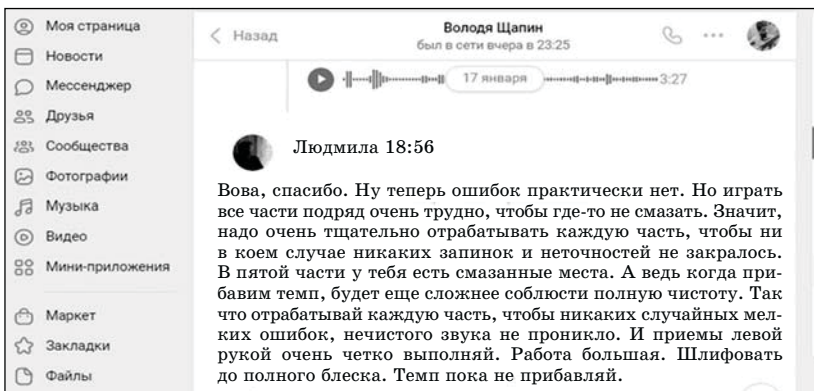 Моя страница
Новости
Мессенджер
Друзья
Сообщества
Фотографии
Музыка
Видео
Мини-приложения
Маркет
Закладки
Файлы
Назад
Володя Щапин
был в сети вчера в 23:25
17 января
3:27
Людмила 18:56
Вова, спасибо. Ну теперь ошибок практически нет. Но играть
все части подряд очень трудно, чтобы где-то не смазать. Значит,
надо очень тщательно отрабатывать каждую часть, чтобы ни
в коем случае никаких запинок и неточностей не закралось.
В пятой части у тебя есть смазанные места. А ведь когда при-
бавим темп, будет еще сложнее соблюсти полную чистоту. Так
что отрабатывай каждую часть, чтобы никаких случайных мел-
ких ошибок, нечистого звука не проникло. И приемы левой
рукой очень четко выполняй. Работа большая. Шлифовать
до полного блеска. Темп пока не прибавляй.